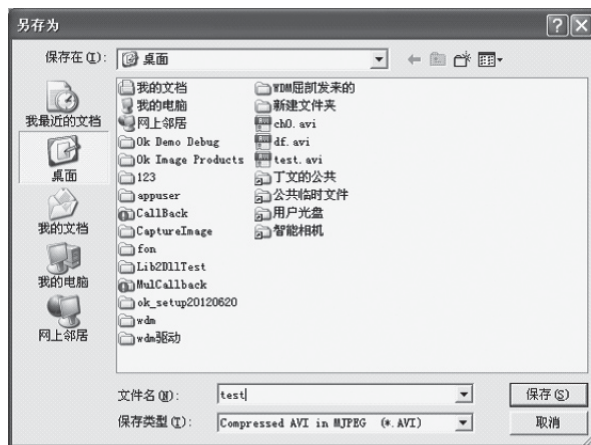 另存为
保存在(I):
桌面
我最近的文档
桌面
我的文档
我的电脑
网上邻居
我的文档
我的电脑
网上邻居
Ok Demo Debug
Ok Image Products
123
appuser
CallBack
CaptureImage
fon
Lib2DllTest
MulCallback
ok_setup20120620
wdm
wdm驱动
WDM屈凯发来的
新建文件夹
ch0.avi
df.avi
test.avi
丁文的公共
公共临时文件
用户光盘
智能相机
文件名(N):
test
保存(S)
保存类型(T):
Compressed AVI in MJPEG (*.AVI)
取消